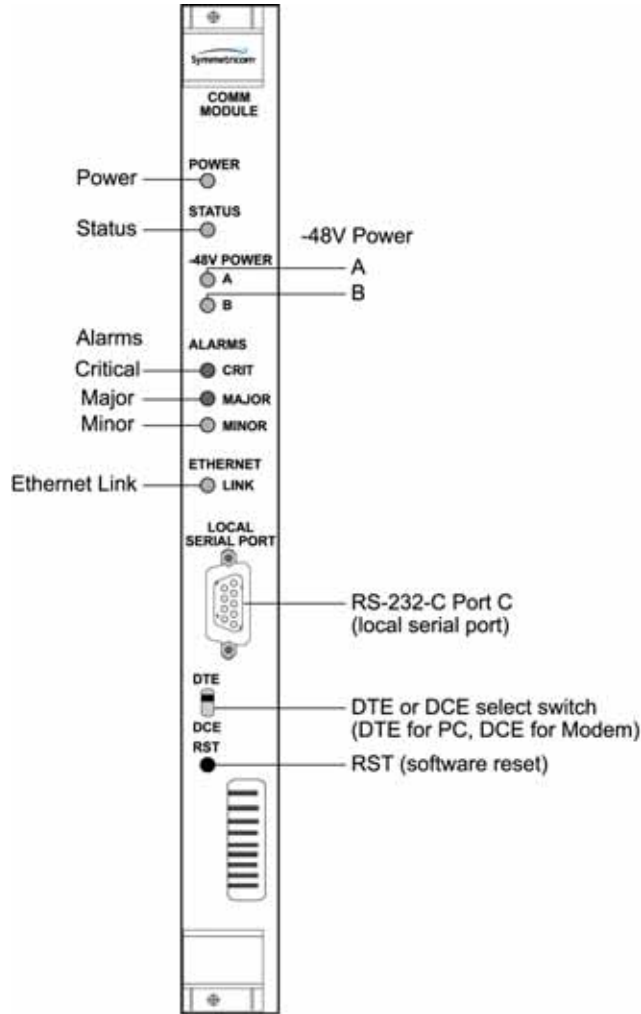 Symmetricom
COMM
MODULE
POWER
Power
STATUS
Status
-48V Power
-48V POWER
A
A
B
B
Alarms
ALARMS
Critical
CRIT
Major
MAJOR
Minor
MINOR
ETHERNET
Ethernet Link
LINK
LOCAL
SERIAL PORT
RS-232-C Port C
(local serial port)
DTE
DTE or DCE select switch
(DTE for PC, DCE for Modem)
DCE
RST
RST (software reset)